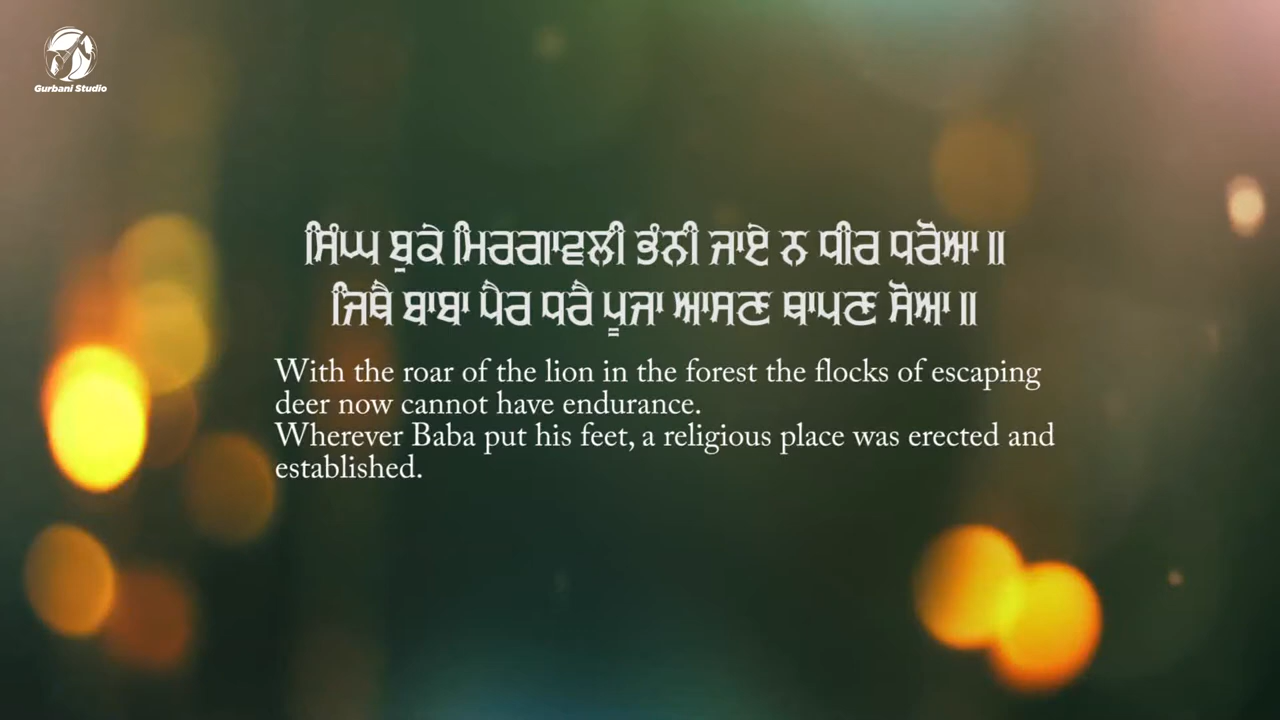 Gurbani Studio
ਸਿੰਘ ਬੁਕੇ ਮਿਰਗਾਵਲੀ ਭੰਨੀ ਜਾਏ ਨ ਧੀਰ ਧਰੋਆ ॥
ਜਿਥੈ ਬਾਬਾ ਪੈਰ ਧਰੈ ਪੂਜਾ ਆਸਣ ਥਾਪਣ ਸੋਆ ॥
With the roar of the lion in the forest the flocks of escaping
deer now cannot have endurance.
Wherever Baba put his feet, a religious place was erected and
established.